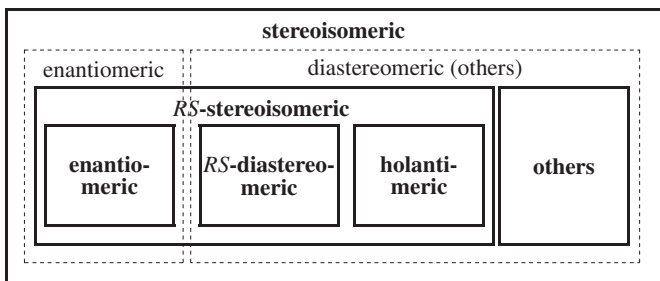 stereoisomeric
enantiomeric
diastereomeric (others)
RS-stereoisomeric
enantio-
meric
RS-diastereo-
meric
holanti-
meric
others